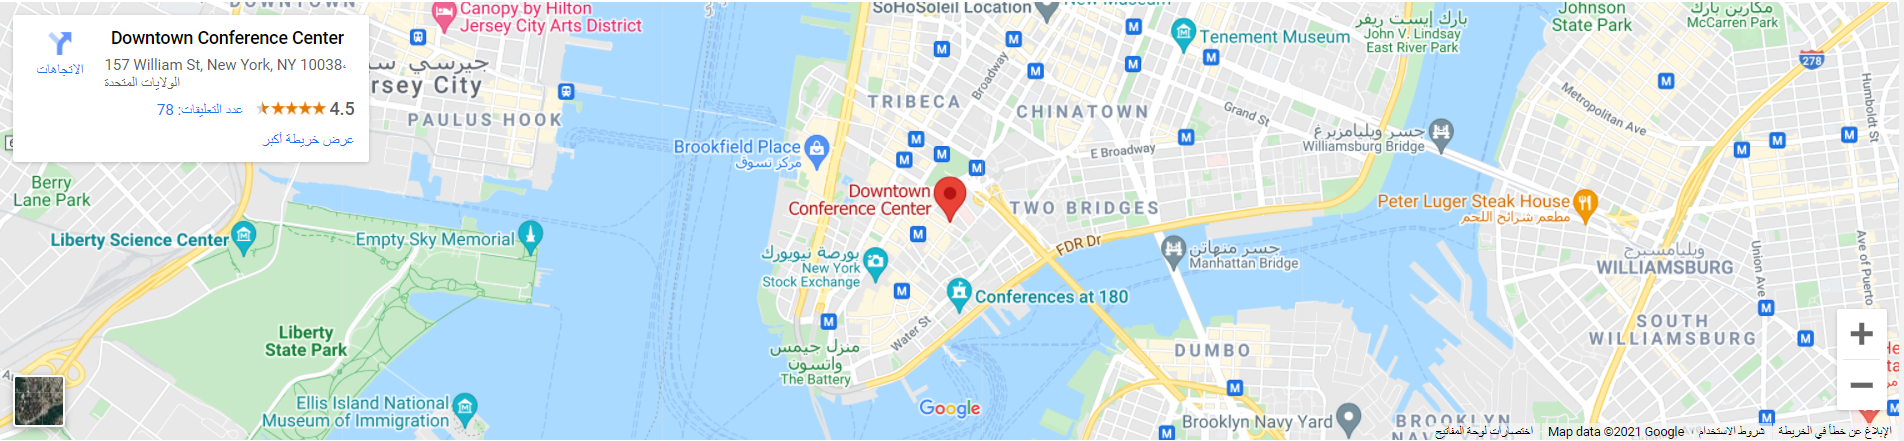 Downtown Conference Center
157 William St, New York, NY 10038،
الولايات المتحدة
4.5
عدد التعليقات: 78
عرض خريطة أكبر
الاتجاهات
DOWNTOWN
Canopy by Hilton
Jersey City Arts District
SoHoSoleil Location
New Museum
Tenement Museum
بارك إيست ريفر
John V. Lindsay
East River Park
Johnson
State Park
مكارين بارك
McCarren Park
278
Humboldt St
جيرسي سي
rsey City
PAULUS HOOK
TRIBECA
Broadway
CHINATOWN
Grand St
Metropolitan Ave
Brookfield Place
مركز تسوق
E Broadway
جسر ويليامزبرغ
Williamsburg Bridge
Berry
Lane Park
Downtown
Conference Center
TWO BRIDGES
Peter Luger Steak House
مطعم شرائح اللحم
Liberty Science Center
Empty Sky Memorial
بورصة نيويورك
New York
Stock Exchange
FDR Dr
جسر منهاتن
Manhattan Bridge
ويليامسبرج
WILLIAMSBURG
Union Ave
Ave of Puerto
Conferences at 180
Liberty
State Park
Water St
منزل جيمس
واتسون
The Battery
DUMBO
SOUTH
WILLIAMSBURG
Ellis Island National
Museum of Immigration
Google
Brooklyn Navy Yard
BROOKLYN
NAVY YARD
اختصارات لوحة المفاتيح
Map data ©2021 Google
شروط الاستخدام
الإبلاغ عن خطأ في الخريطة